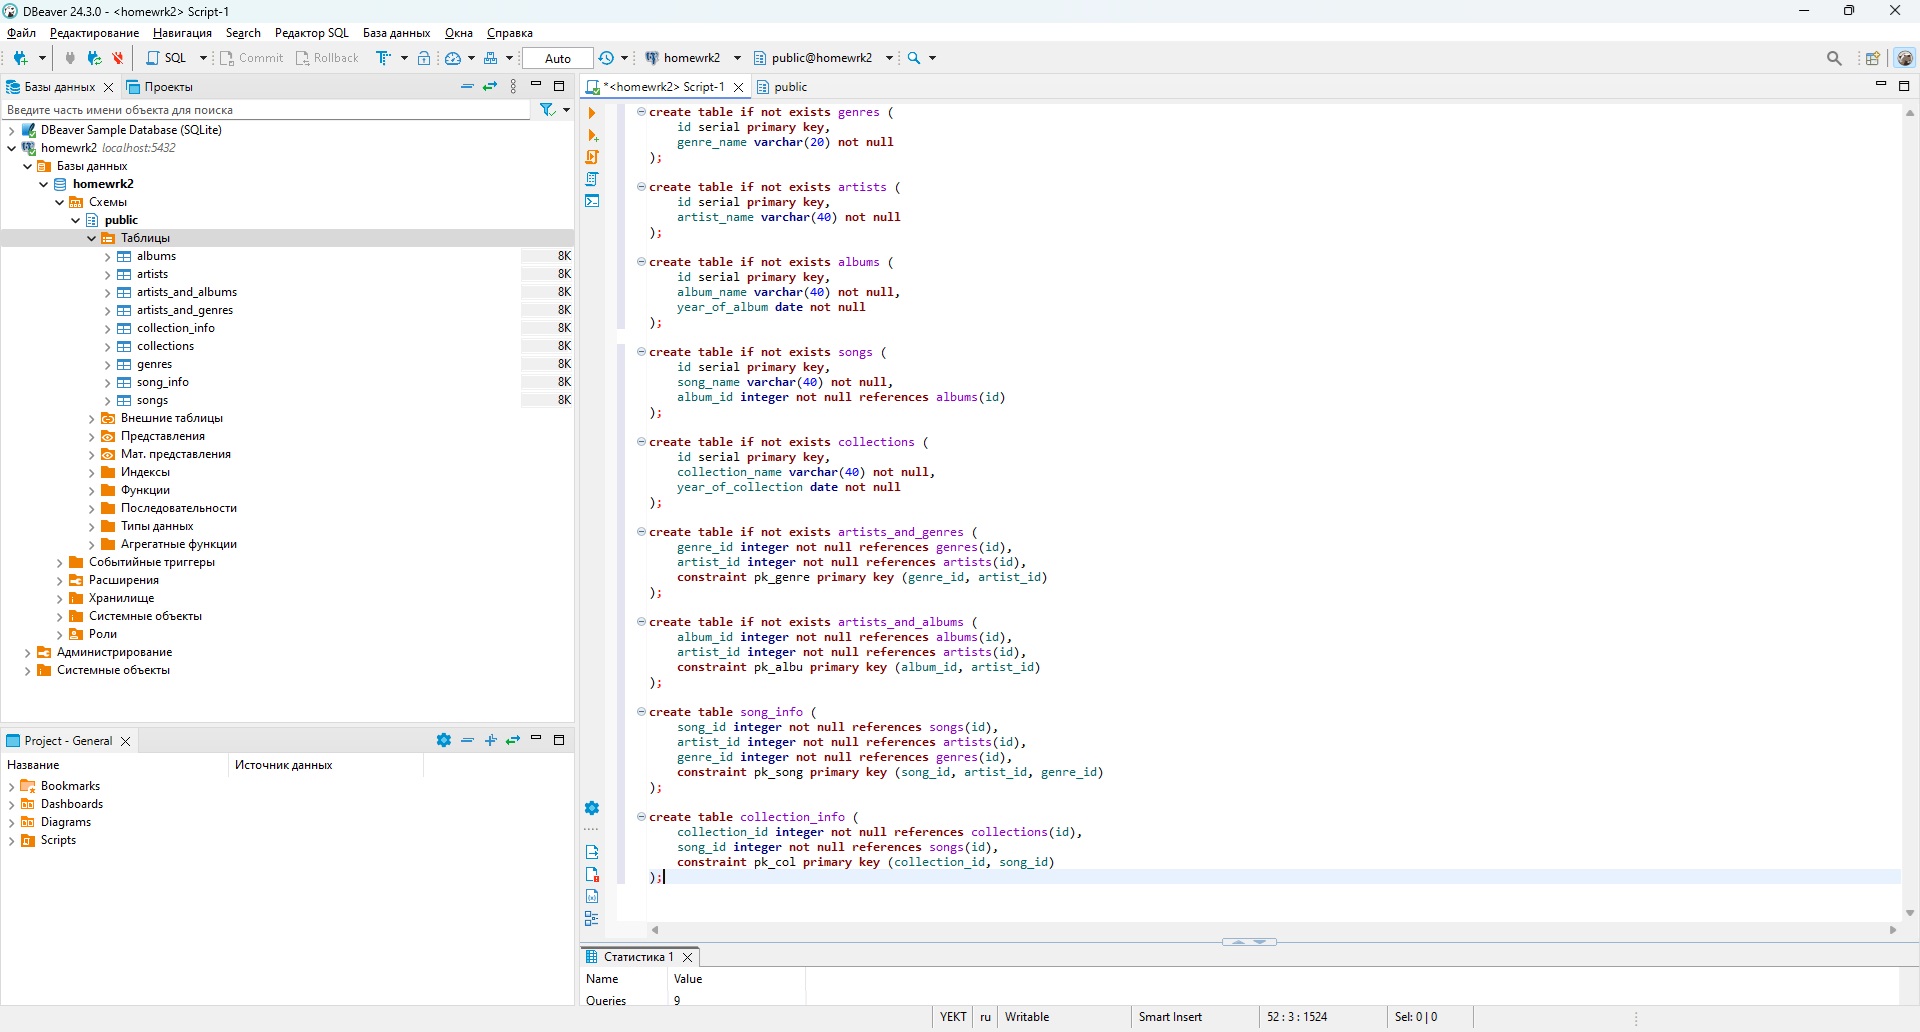 DBeaver 24.3.0 - <homewrk2> Script-1
Файл Редактирование Навигация Search Редактор SQL База данных Окна Справка
SQL Commit Rollback Auto homewrk2 public@homewrk2
Базы данных Проекты
Введите часть имени объекта для поиска
DBeaver Sample Database (SQLite)
homewrk2 localhost:5432
Базы данных
homewrk2
Схемы
public
Таблицы
albums 8K
artists 8K
artists_and_albums 8K
artists_and_genres 8K
collection_info 8K
collections 8K
genres 8K
song_info 8K
songs 8K
Внешние таблицы
Представления
Мат. представления
Индексы
Функции
Последовательности
Типы данных
Агрегатные функции
Событийные триггеры
Расширения
Хранилище
Системные объекты
Роли
Администрирование
Системные объекты
Project - General
Название Источник данных
Bookmarks
Dashboards
Diagrams
Scripts
*<homewrk2> Script-1 public
create table if not exists genres (
id serial primary key,
genre_name varchar(20) not null
);
create table if not exists artists (
id serial primary key,
artist_name varchar(40) not null
);
create table if not exists albums (
id serial primary key,
album_name varchar(40) not null,
year_of_album date not null
);
create table if not exists songs (
id serial primary key,
song_name varchar(40) not null,
album_id integer not null references albums(id)
);
create table if not exists collections (
id serial primary key,
collection_name varchar(40) not null,
year_of_collection date not null
);
create table if not exists artists_and_genres (
genre_id integer not null references genres(id),
artist_id integer not null references artists(id),
constraint pk_genre primary key (genre_id, artist_id)
);
create table if not exists artists_and_albums (
album_id integer not null references albums(id),
artist_id integer not null references artists(id),
constraint pk_albu primary key (album_id, artist_id)
);
create table song_info (
song_id integer not null references songs(id),
artist_id integer not null references artists(id),
genre_id integer not null references genres(id),
constraint pk_song primary key (song_id, artist_id, genre_id)
);
create table collection_info (
collection_id integer not null references collections(id),
song_id integer not null references songs(id),
constraint pk_col primary key (collection_id, song_id)
);
Статистика 1
Name Value
Queries 9
YEKT ru Writable Smart Insert 52 : 3 : 1524 Sel: 0 | 0